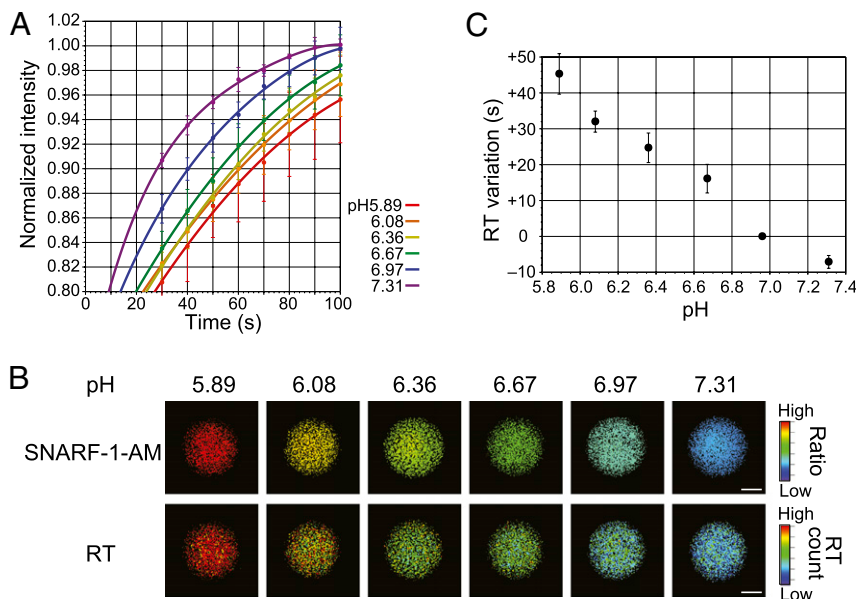 A
1.02
1.00
0.98
0.96
0.94
0.92
0.90
0.88
0.86
0.84
0.82
0.80
Normalized intensity
0 20 40 60 80 100
Time (s)
pH5.89
6.08
6.36
6.67
6.97
7.31
C
+50
+40
+30
+20
+10
0
−10
RT variation (s)
5.8 6.0 6.2 6.4 6.6 6.8 7.0 7.2 7.4
pH
B
pH 5.89 6.08 6.36 6.67 6.97 7.31
SNARF-1-AM
High
Ratio
Low
RT
High
RT
count
Low